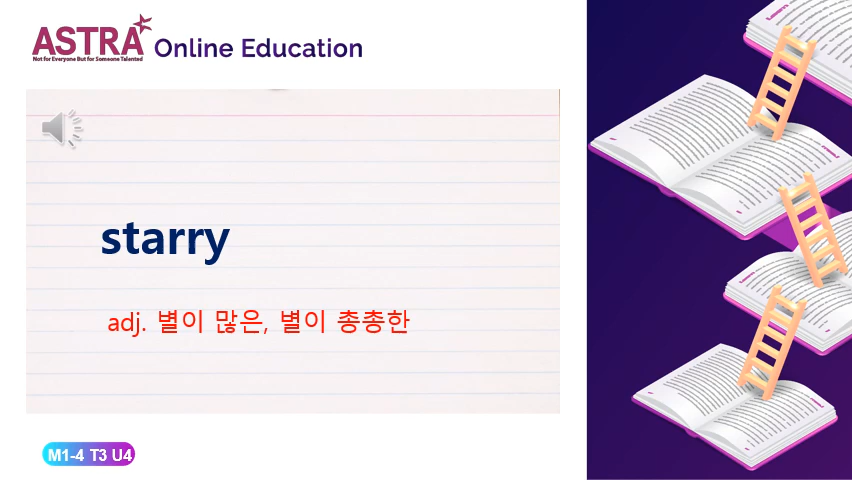 ASTRA
Not for Everyone But for Someone Talented
Online Education
starry
adj. 별이 많은, 별이 총총한
M1-4 T3 U4